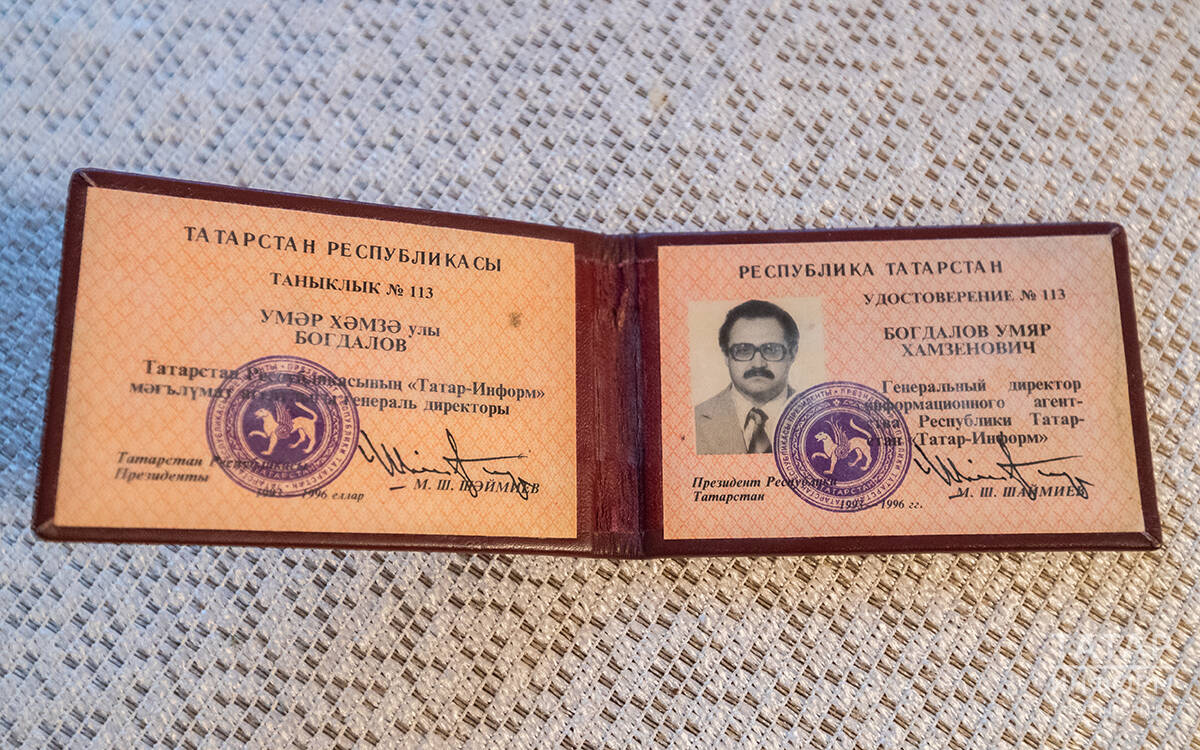 ТАТАРСТАН РЕСПУБЛИКАСЫ
ТАНЫКЛЫК № 113
УМӘР ХӘМЗӘ улы
БОГДАЛОВ
Татарстан Республикасының «Татар-Информ»
мәгълүмат генераль директоры
Татарстан Республикасы
Президенты
М. Ш. ШӘЙМИЕВ
1996 еллар
РЕСПУБЛИКА ТАТАРСТАН
УДОСТОВЕРЕНИЕ № 113
БОГДАЛОВ УМЯР
ХАМЗЕНОВИЧ
Генеральный директор
информационного агент-
ства Республики Татар-
стан «Татар-Информ»
Президент Республики
Татарстан
М. Ш. ШАЙМИЕВ
1996 гг.